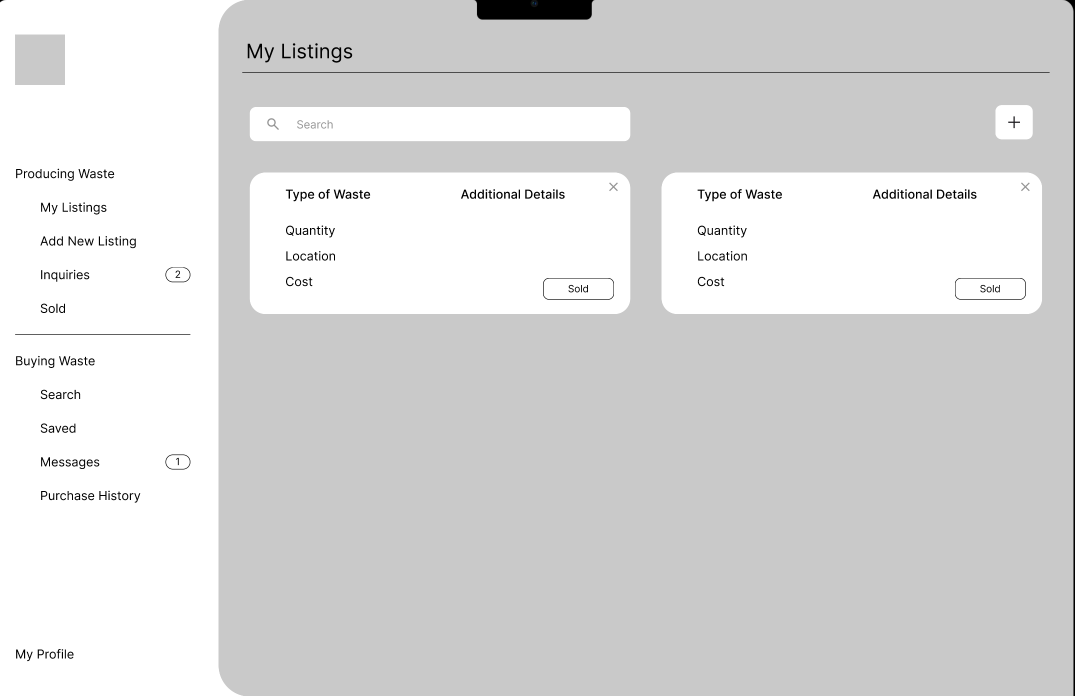 My Listings
Search
Producing Waste
My Listings
Add New Listing
Inquiries 2
Sold
Buying Waste
Search
Saved
Messages 1
Purchase History
My Profile
Type of Waste Additional Details
Quantity
Location
Cost
Sold
Type of Waste Additional Details
Quantity
Location
Cost
Sold